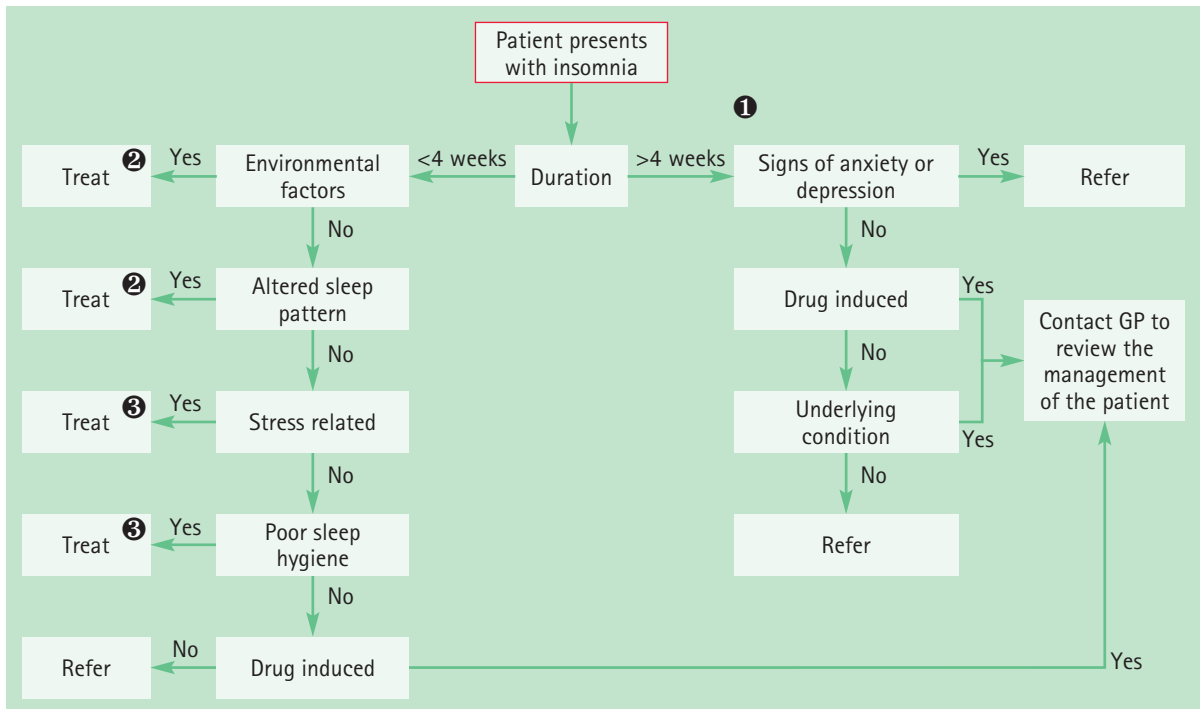 Patient presents
with insomnia
❶
Treat ❷
Yes
Environmental
factors
<4 weeks
Duration
>4 weeks
Signs of anxiety or
depression
Yes
Refer
No
No
Treat ❷
Yes
Altered sleep
pattern
Drug induced
Yes
Contact GP to
review the
management
of the patient
No
No
Treat ❸
Yes
Stress related
Underlying
condition
Yes
No
No
Treat ❸
Yes
Poor sleep
hygiene
Refer
No
Refer
No
Drug induced
Yes